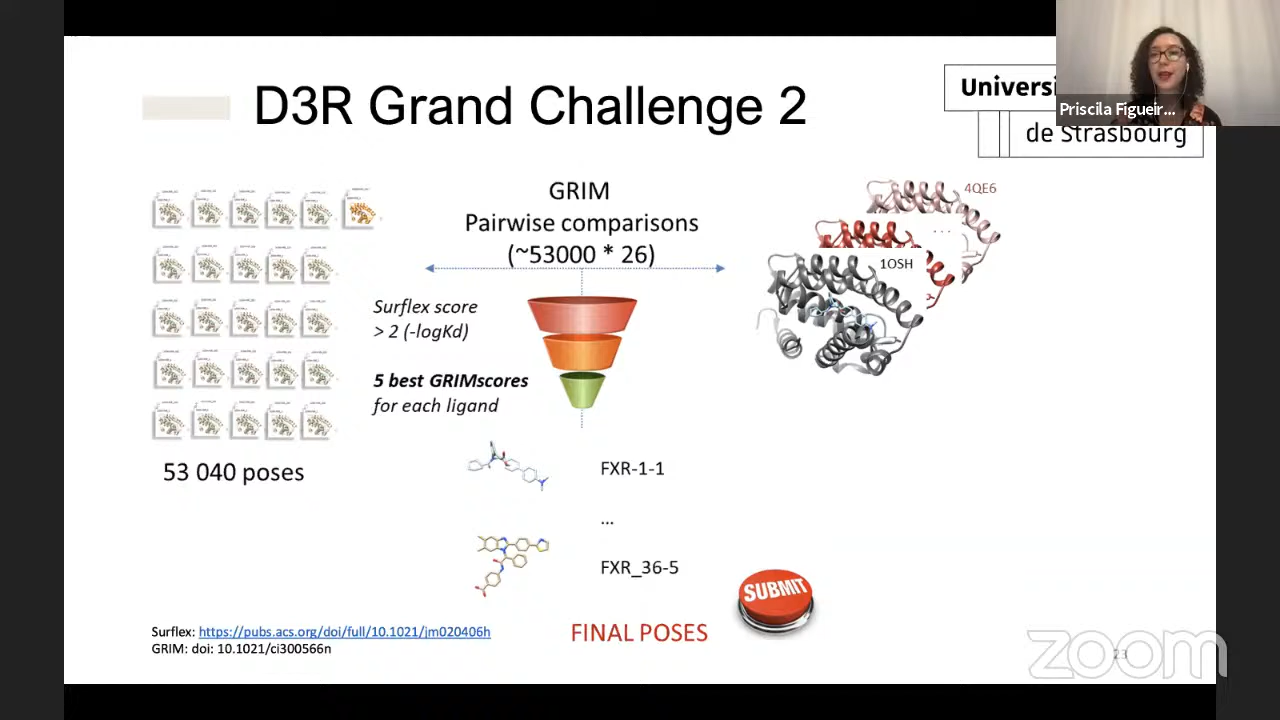 D3R Grand Challenge 2
Universi
de Strasbourg
Priscila Figueir...
GRIM
Pairwise comparisons
(~53000 * 26)
4QE6
...
1OSH
Surflex score
> 2 (-logKd)
5 best GRIMscores
for each ligand
53 040 poses
FXR-1-1
...
FXR_36-5
SUBMIT
FINAL POSES
Surflex: https://pubs.acs.org/doi/full/10.1021/jm020406h
GRIM: doi: 10.1021/ci300566n
23
zoom